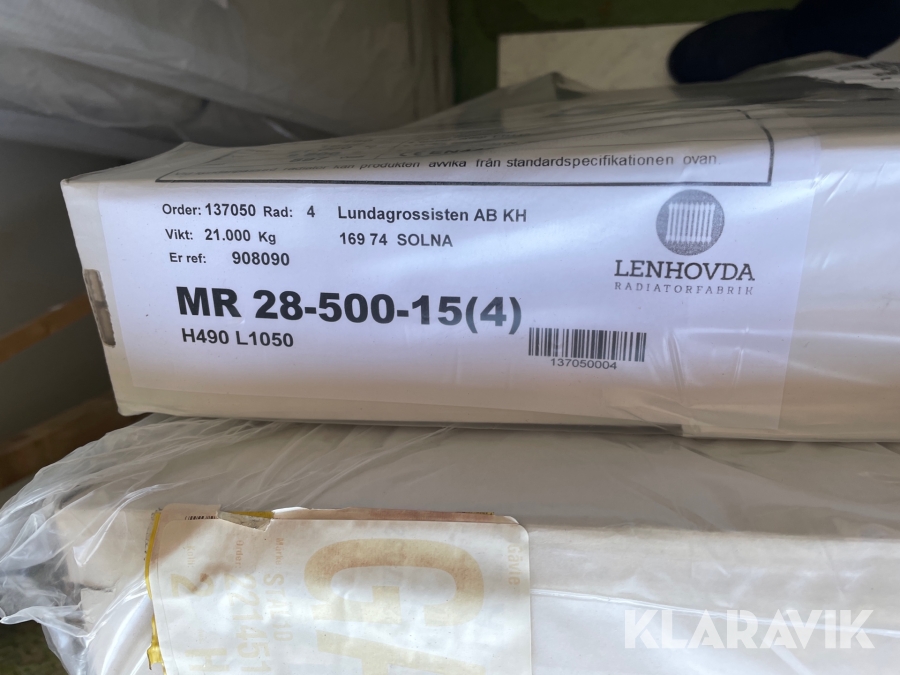 produkten avvika från standardspecifikationen ovan.
Order: 137050 Rad: 4 Lundagrossisten AB KH
Vikt: 21.000 Kg 169 74 SOLNA
Er ref: 908090
LENHOVDA
RADIATORFABRIK
MR 28-500-15(4)
H490 L1050
137050004
KLARAVIK